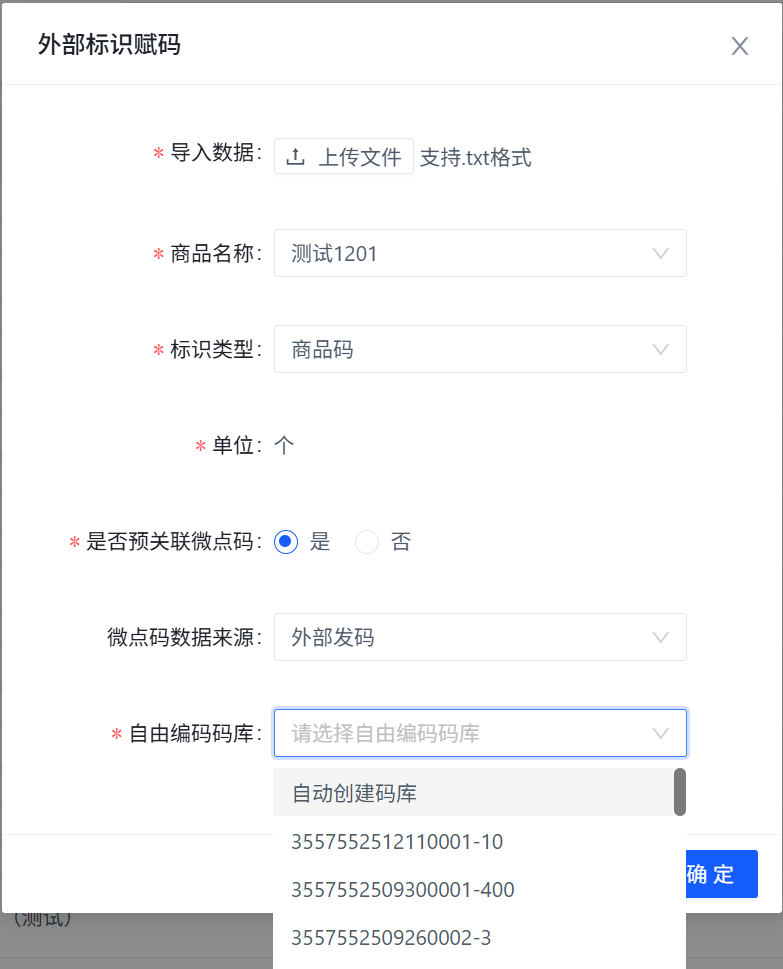 外部标识赋码
* 导入数据: 上传文件 支持.txt格式
* 商品名称: 测试1201
* 标识类型: 商品码
* 单位: 个
* 是否预关联微点码: 是 否
微点码数据来源: 外部发码
* 自由编码码库: 请选择自由编码码库
自动创建码库
3557552512110001-10
3557552509300001-400
确 定
（测试）
3557552509260002-3